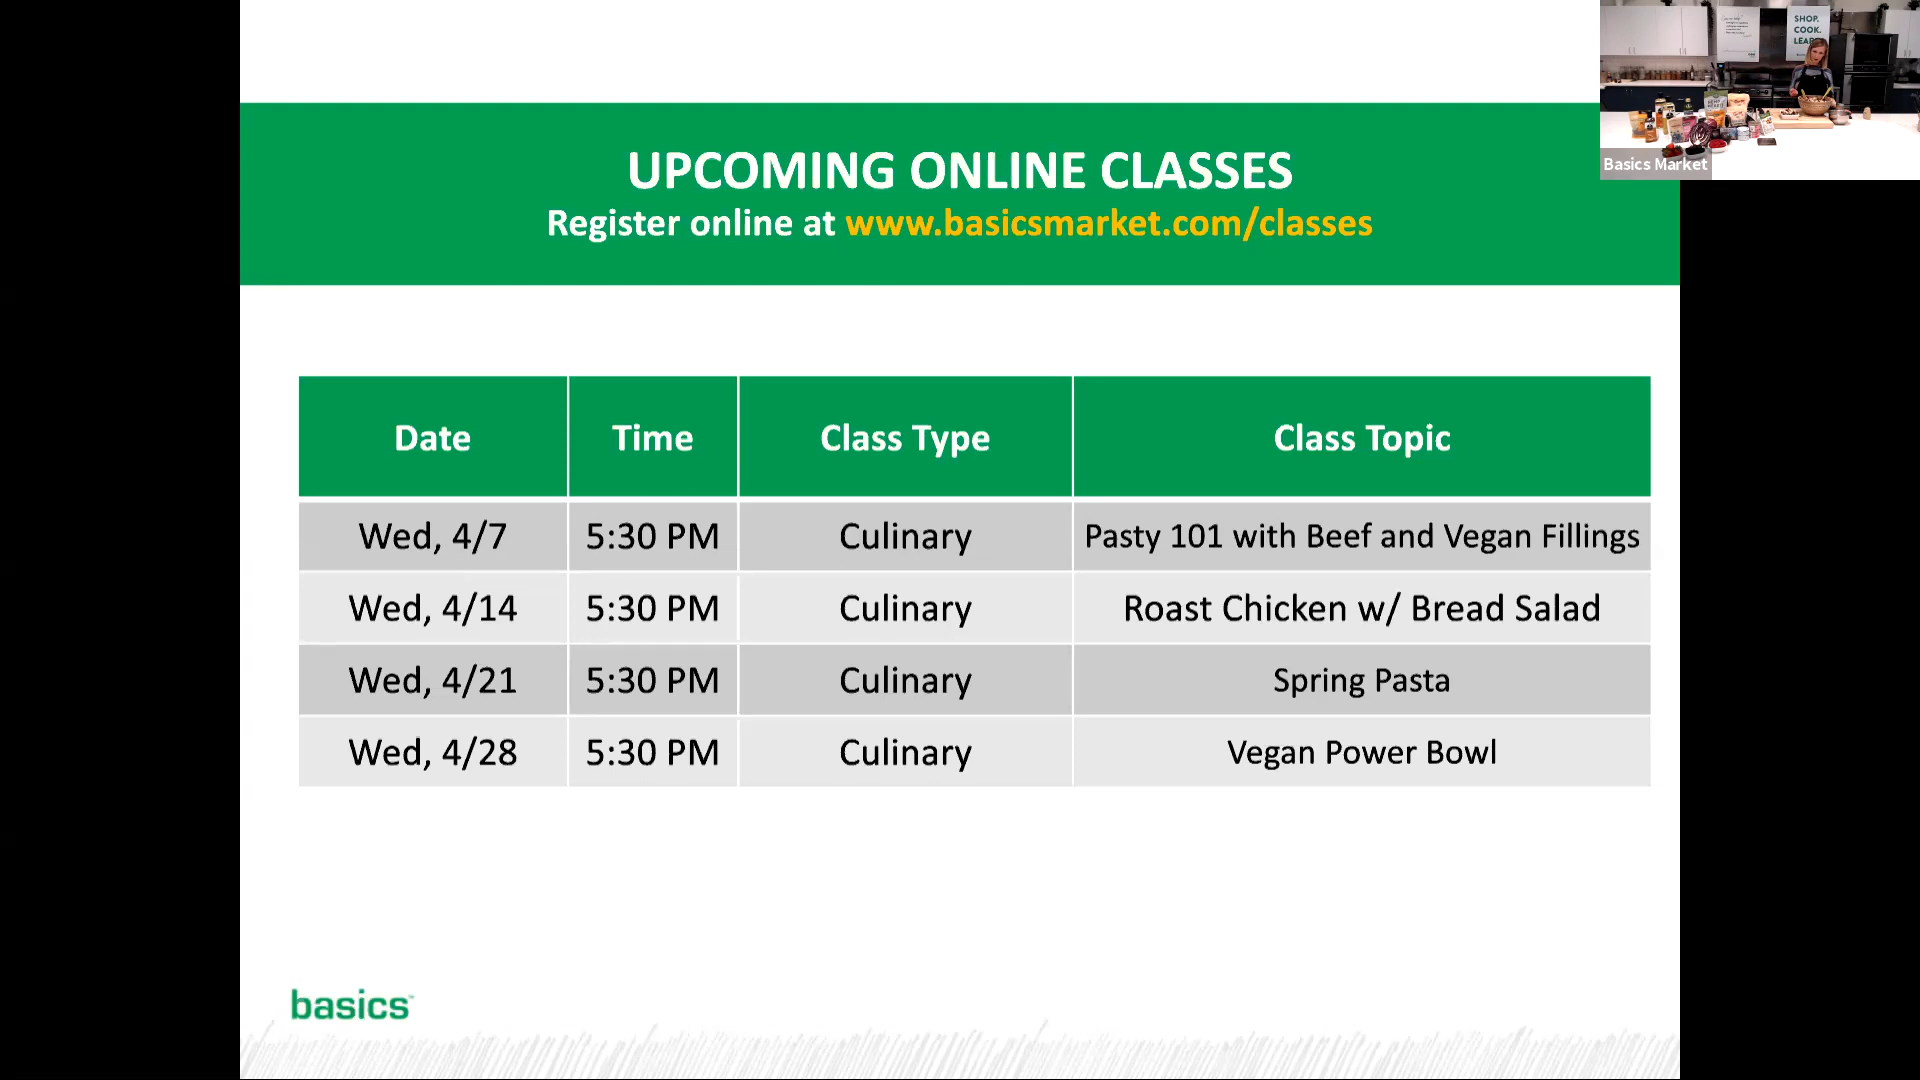 SHOP.
COOK.
LEARN
Basics Market
UPCOMING ONLINE CLASSES
Register online at www.basicsmarket.com/classes
Date Time Class Type Class Topic
Wed, 4/7 5:30 PM Culinary Pasty 101 with Beef and Vegan Fillings
Wed, 4/14 5:30 PM Culinary Roast Chicken w/ Bread Salad
Wed, 4/21 5:30 PM Culinary Spring Pasta
Wed, 4/28 5:30 PM Culinary Vegan Power Bowl
basics™